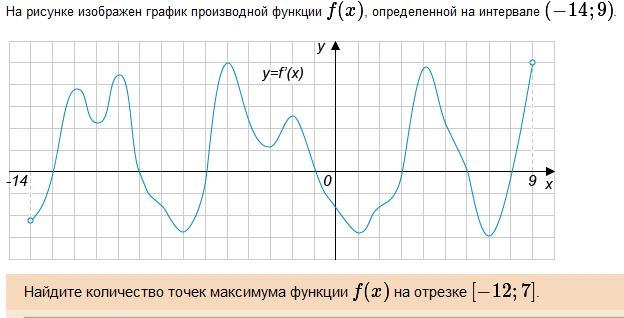 На рисунке изображен график производной функции f(x), определенной на интервале (−14; 9).
y
y=f'(x)
-14 0 9 x
Найдите количество точек максимума функции f(x) на отрезке [−12; 7].